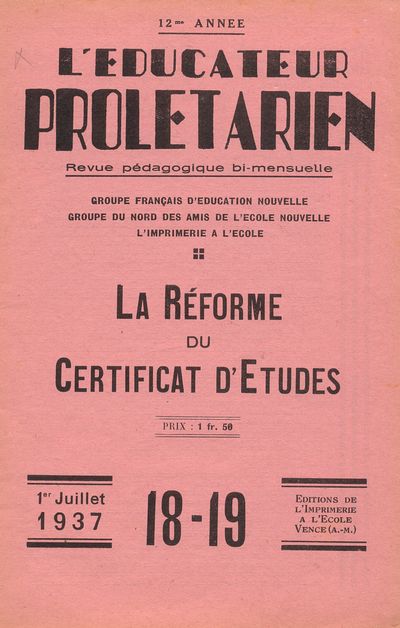 12me ANNEE
L'EDUCATEUR
PROLETARIEN
Revue pédagogique bi-mensuelle
GROUPE FRANÇAIS D'EDUCATION NOUVELLE
GROUPE DU NORD DES AMIS DE L'ECOLE NOUVELLE
L'IMPRIMERIE A L'ECOLE
LA RÉFORME
DU
CERTIFICAT D'ETUDES
PRIX : 1 fr. 50
1er Juillet
1937
18-19
EDITIONS DE
L'IMPRIMERIE
A L'ECOLE
VENCE (A.-M.)